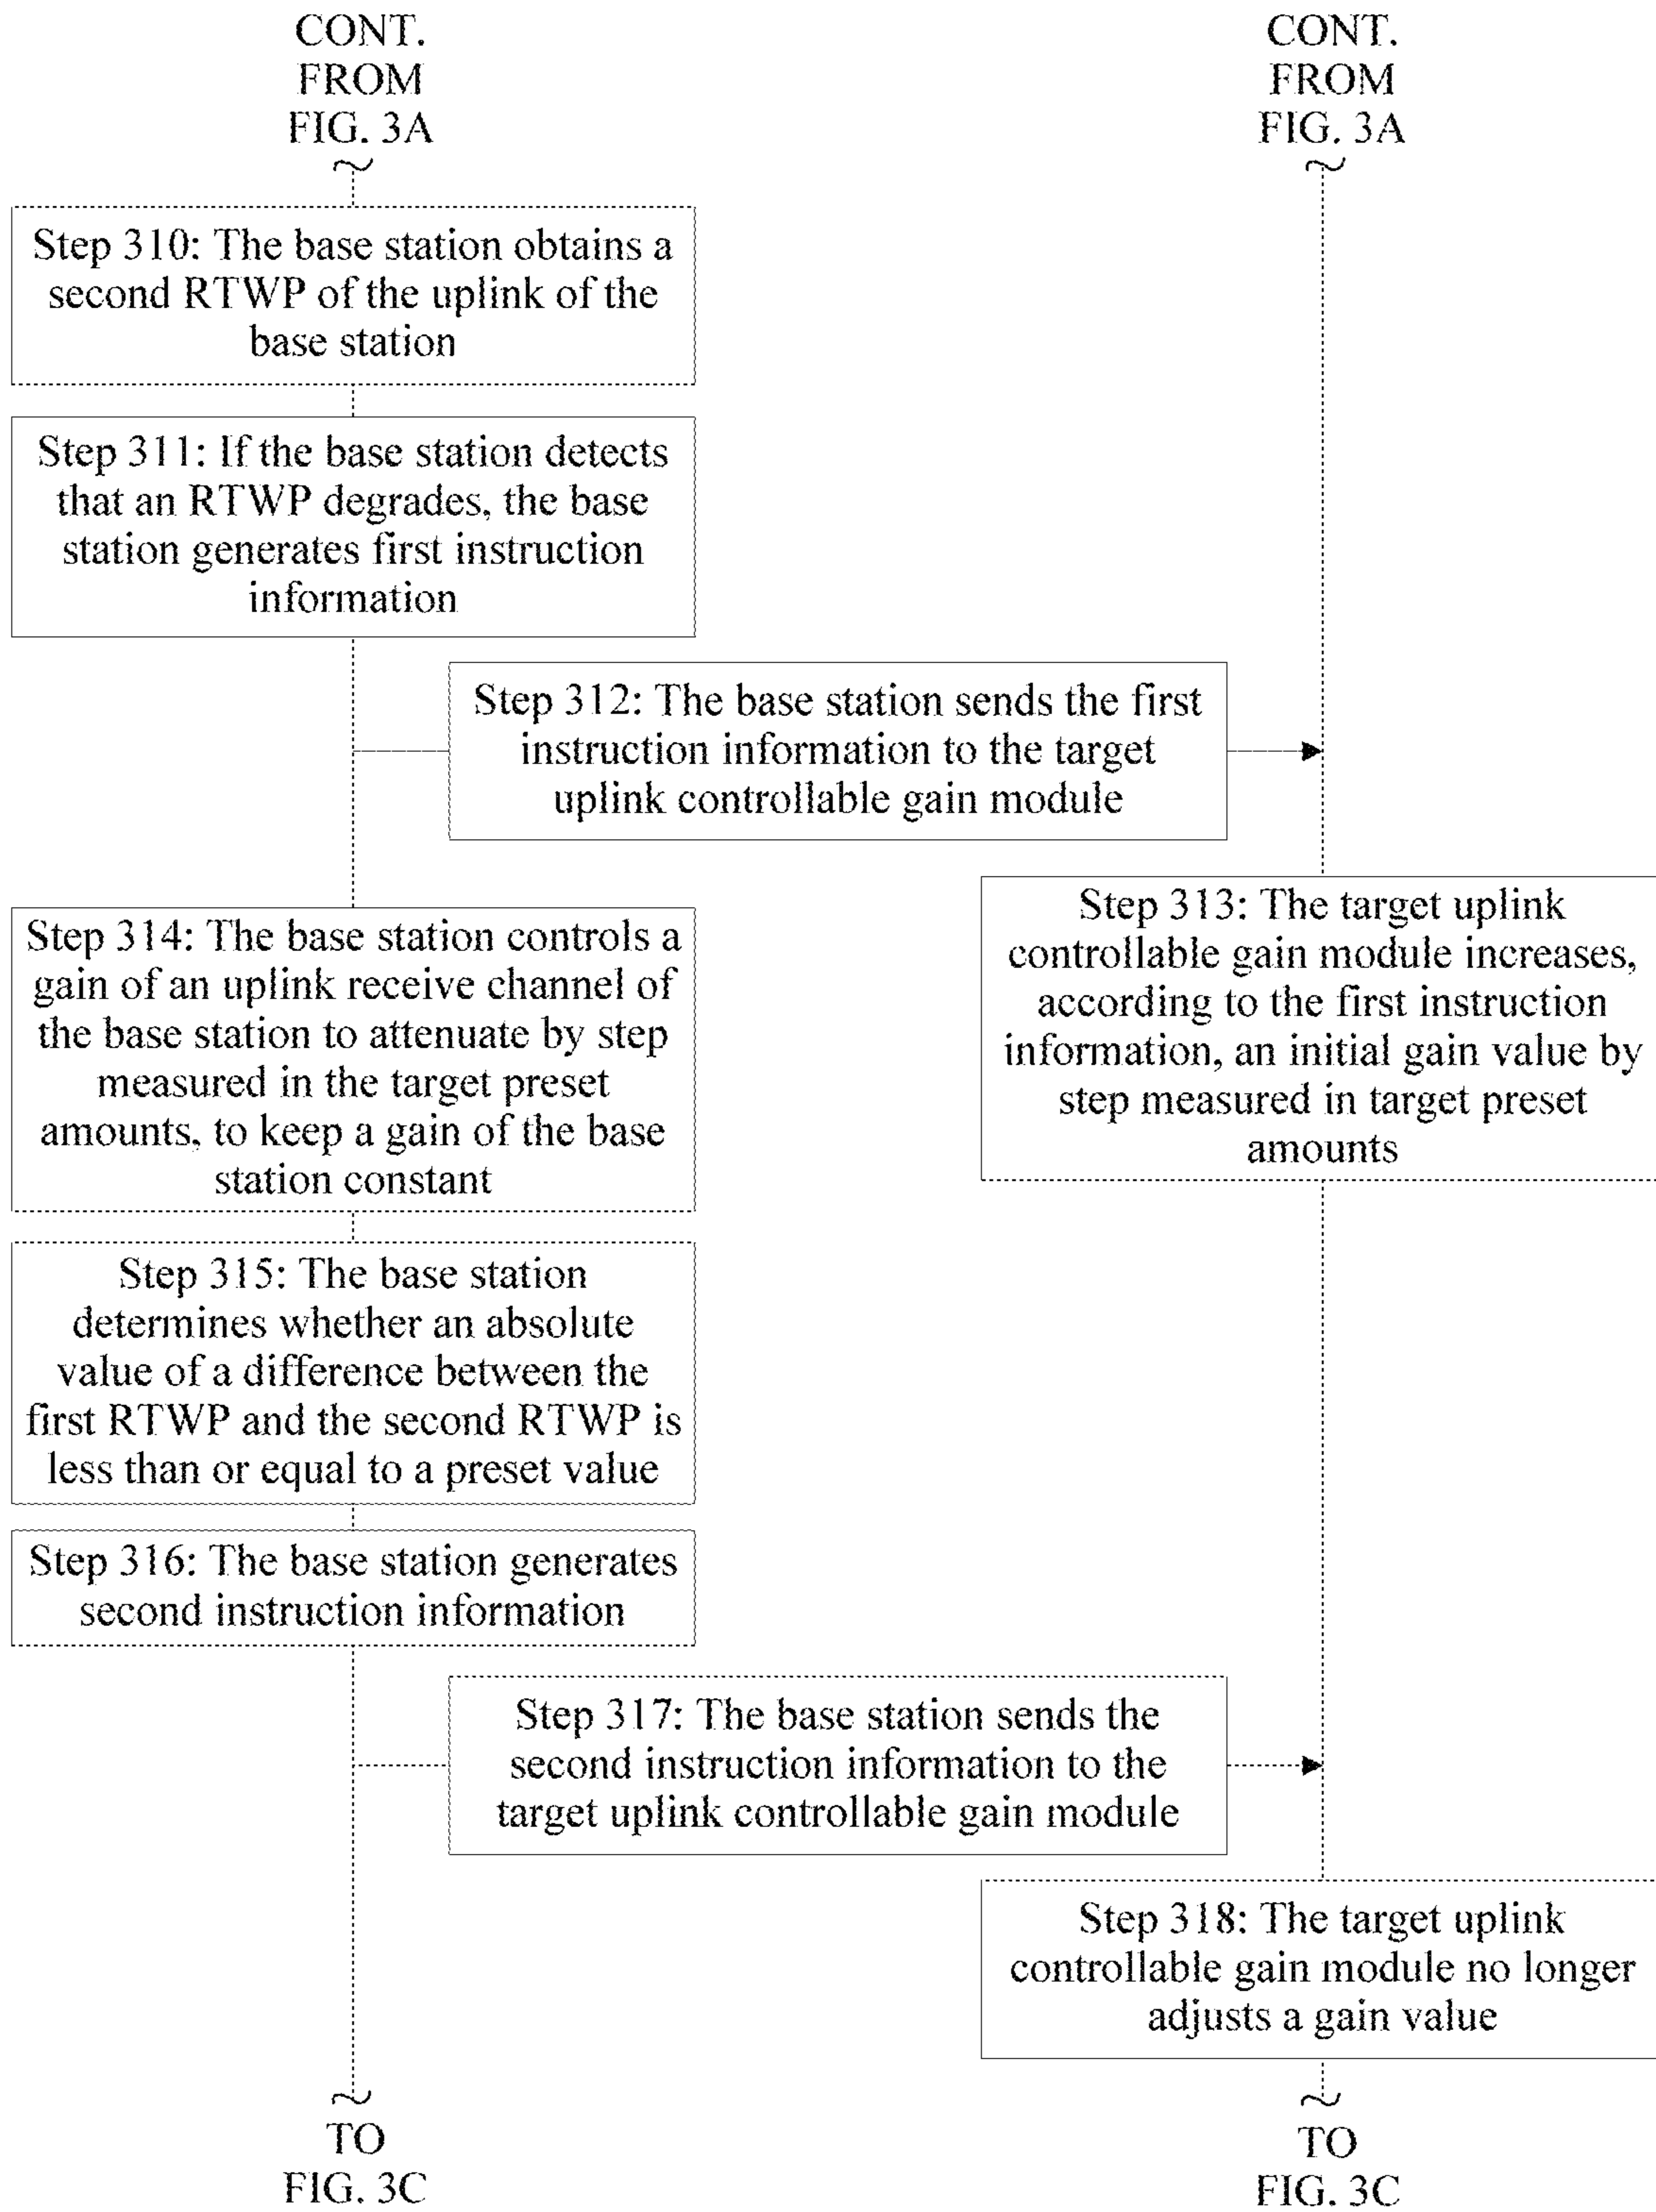 CONT.
FROM
FIG. 3A
CONT.
FROM
FIG. 3A
Step 310: The base station obtains a
second RTWP of the uplink of the
base station
Step 311: If the base station detects
that an RTWP degrades, the base
station generates first instruction
information
Step 312: The base station sends the first
instruction information to the target
uplink controllable gain module
Step 313: The target uplink
controllable gain module increases,
according to the first instruction
information, an initial gain value by
step measured in target preset
amounts
Step 314: The base station controls a
gain of an uplink receive channel of
the base station to attenuate by step
measured in the target preset
amounts, to keep a gain of the base
station constant
Step 315: The base station
determines whether an absolute
value of a difference between the
first RTWP and the second RTWP is
less than or equal to a preset value
Step 316: The base station generates
second instruction information
Step 317: The base station sends the
second instruction information to the
target uplink controllable gain module
Step 318: The target uplink
controllable gain module no longer
adjusts a gain value
TO
FIG. 3C
TO
FIG. 3C